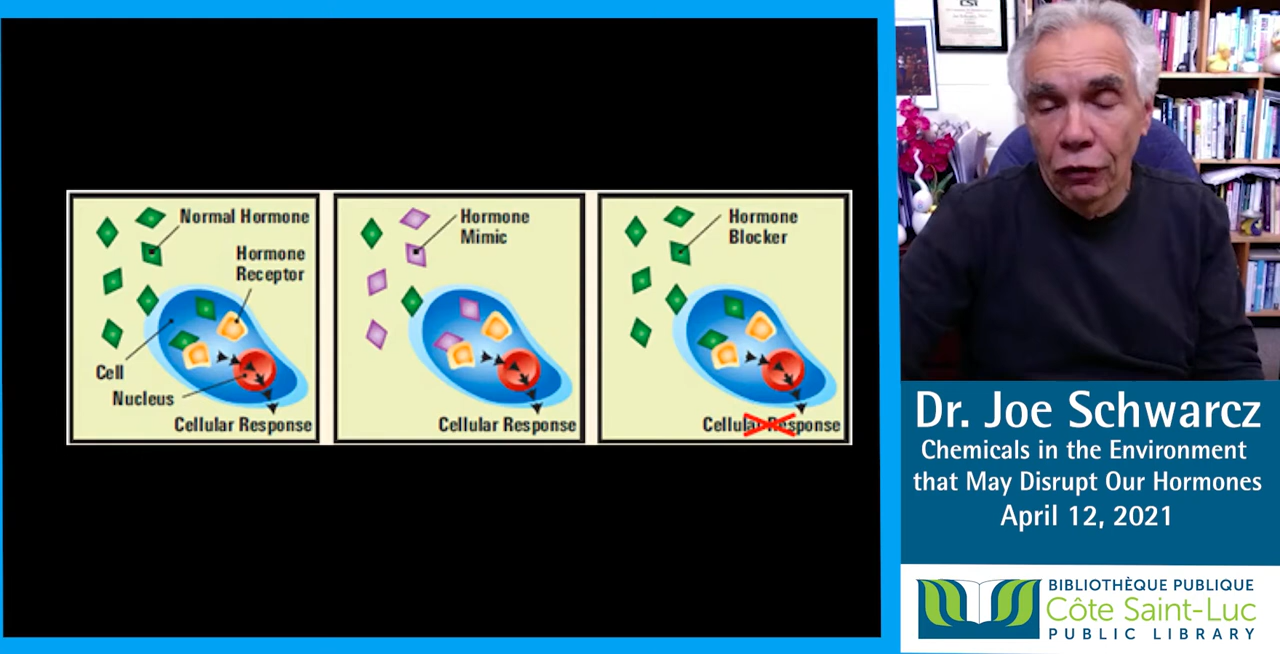 Normal Hormone
Hormone
Receptor
Cell
Nucleus
Cellular Response
Hormone
Mimic
Cellular Response
Hormone
Blocker
Cellular Response
Dr. Joe Schwarcz
Chemicals in the Environment
that May Disrupt Our Hormones
April 12, 2021
BIBLIOTHÈQUE PUBLIQUE
Côte Saint-Luc
PUBLIC LIBRARY